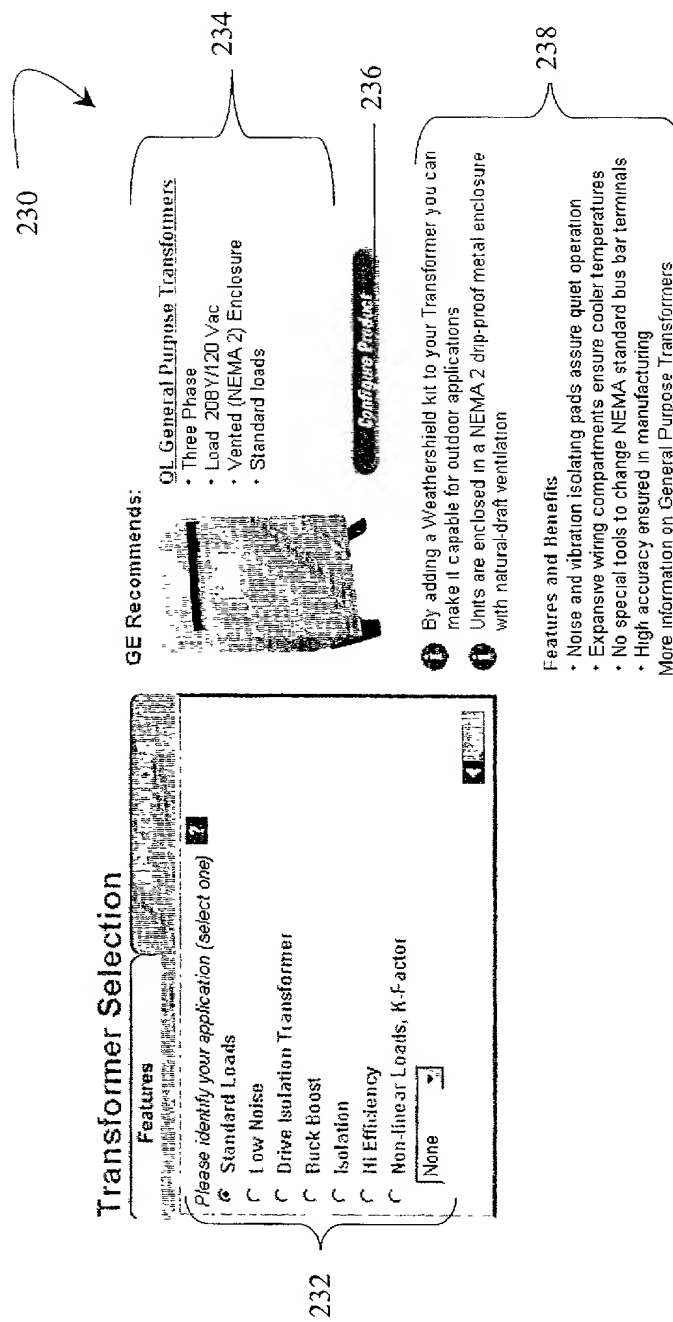 230
Transformer Selection
Features
Please identify your application (select one) ?
Standard Loads
Low Noise
Drive Isolation Transformer
Buck Boost
Isolation
Hi Efficiency
Non-linear Loads, K-Factor
None
232
GE Recommends:
QL General Purpose Transformers
• Three Phase
• Load 208Y/120 Vac
• Vented (NEMA 2) Enclosure
• Standard loads
234
Configure Product
236
By adding a Weathershield kit to your Transformer you can
make it capable for outdoor applications
Units are enclosed in a NEMA 2 drip-proof metal enclosure
with natural-draft ventilation
Features and Benefits
• Noise and vibration isolating pads assure quiet operation
• Expansive wiring compartments ensure cooler temperatures
• No special tools to change NEMA standard bus bar terminals
• High accuracy ensured in manufacturing
More information on General Purpose Transformers
238